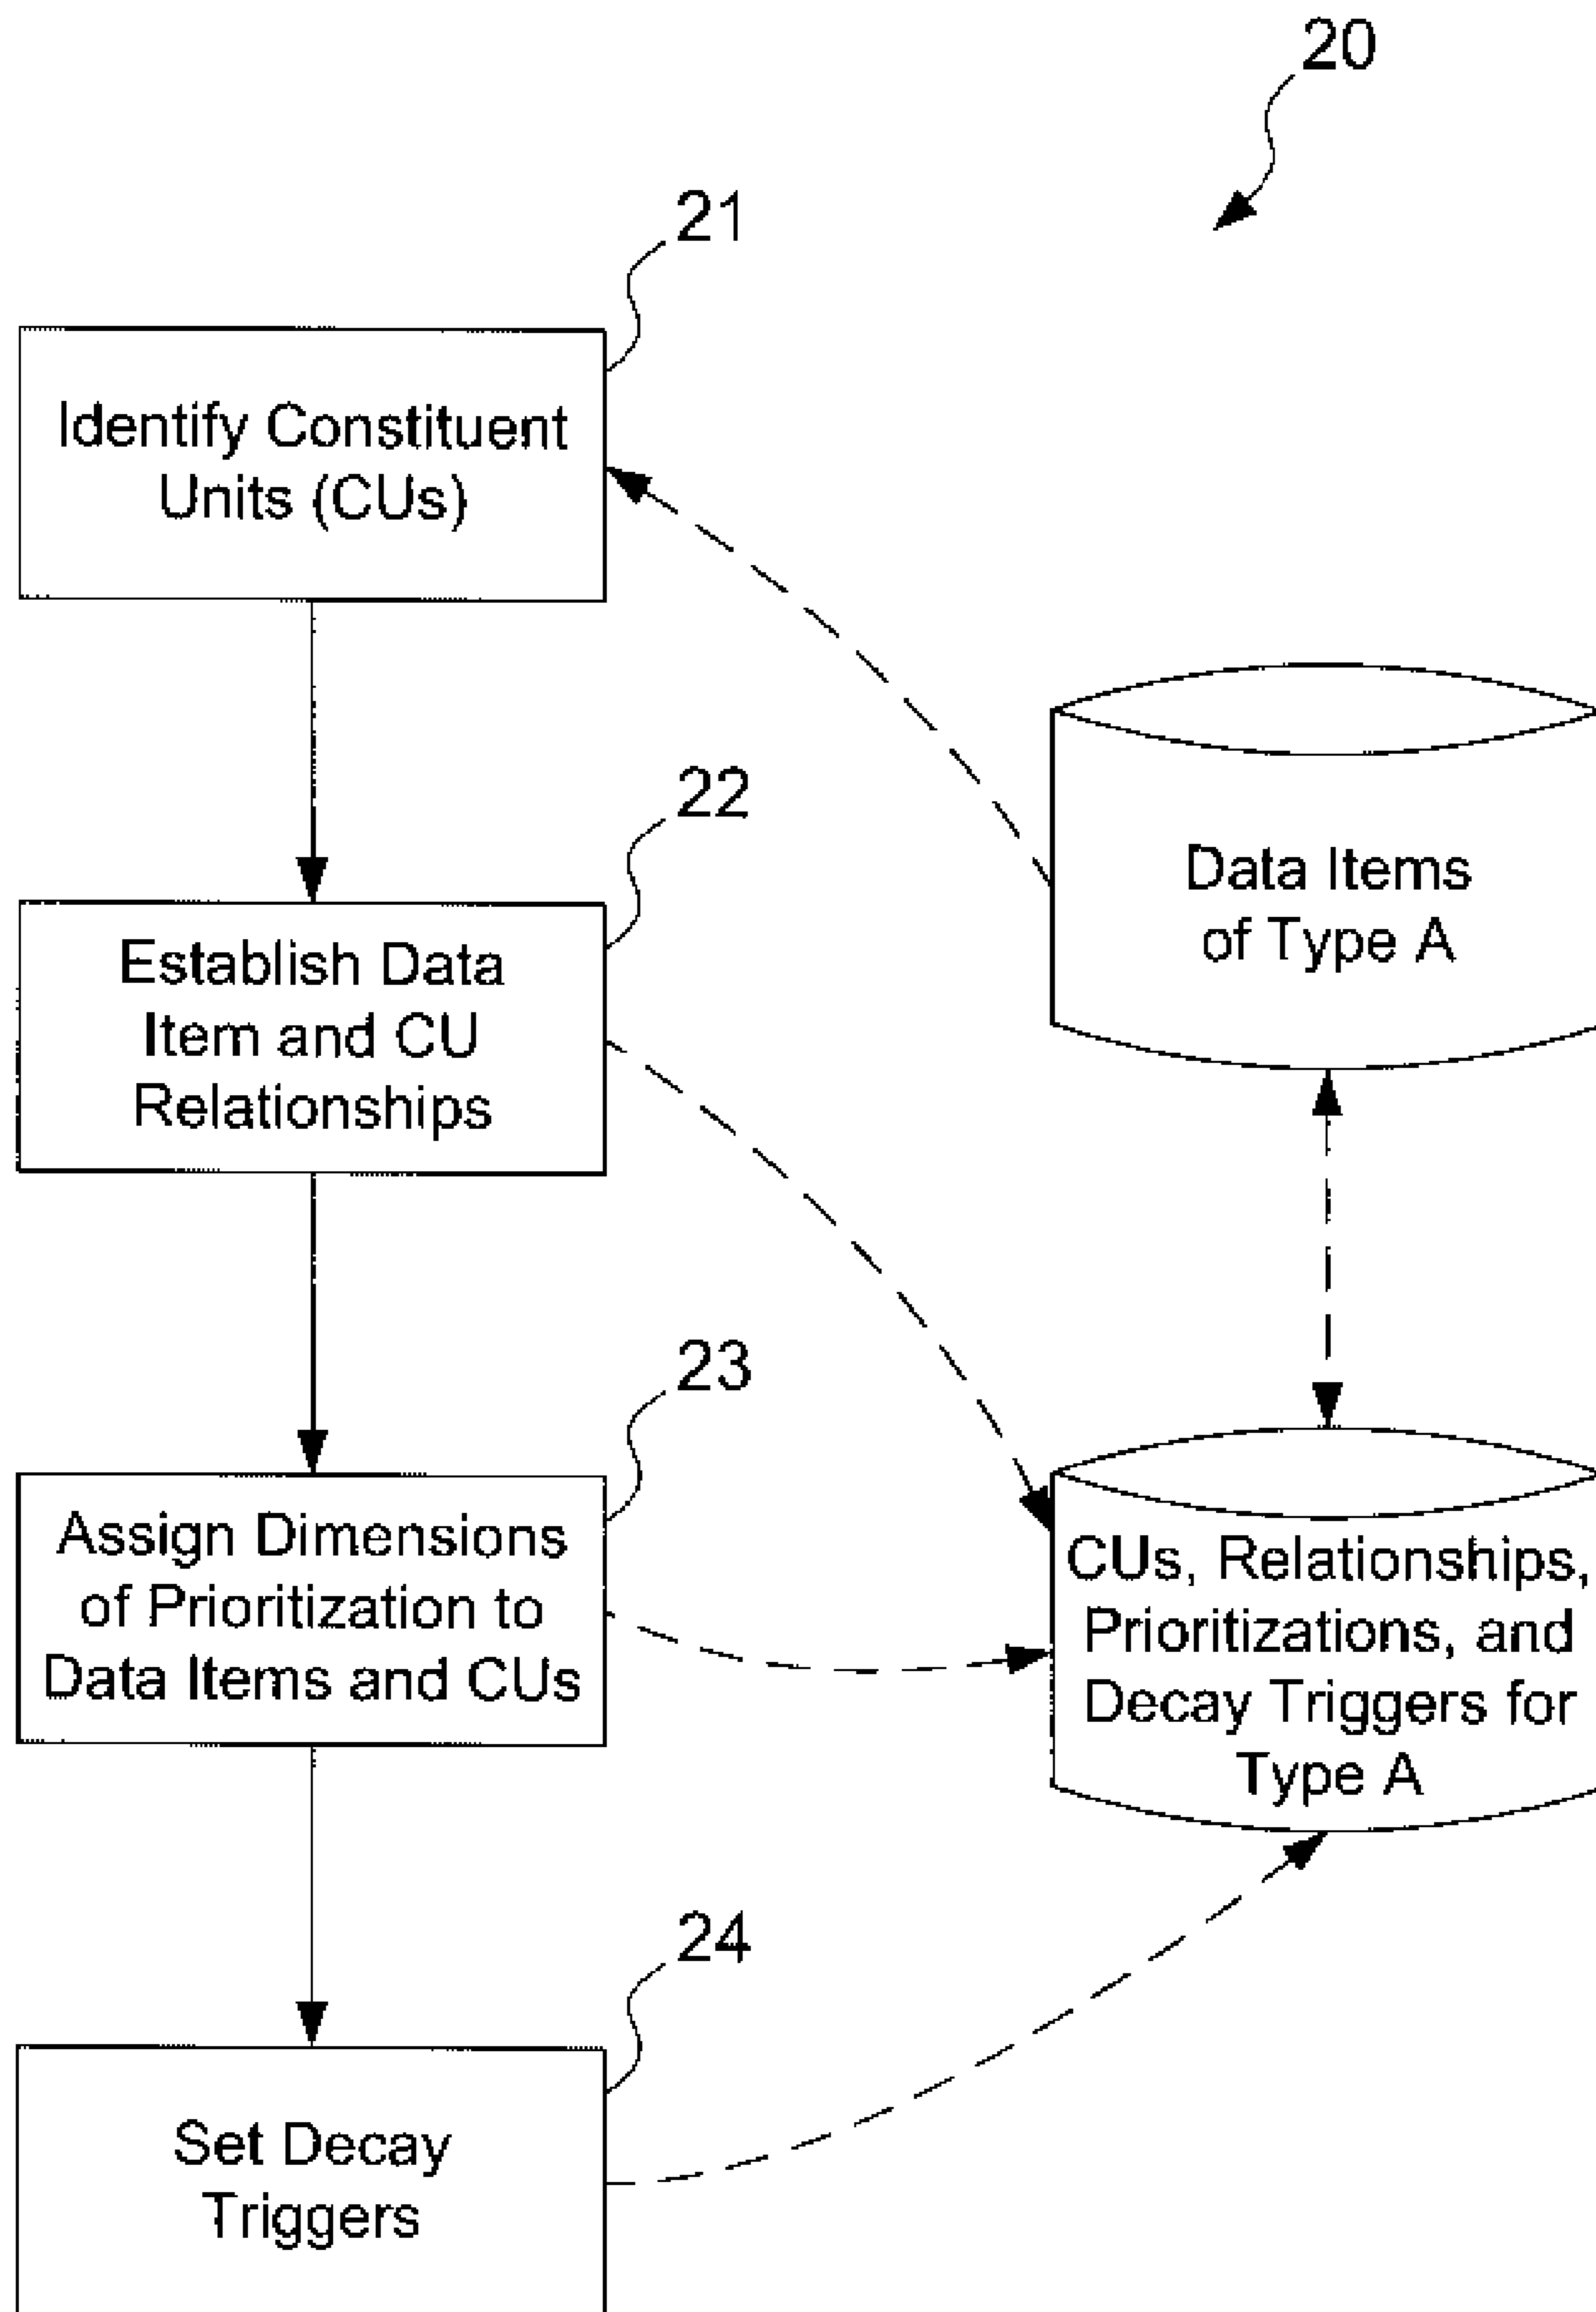 20
21
Identify Constituent
Units (CUs)
22
Establish Data
Item and CU
Relationships
Data Items
of Type A
23
Assign Dimensions
of Prioritization to
Data Items and CUs
CUs, Relationships,
Prioritizations, and
Decay Triggers for
Type A
24
Set Decay
Triggers